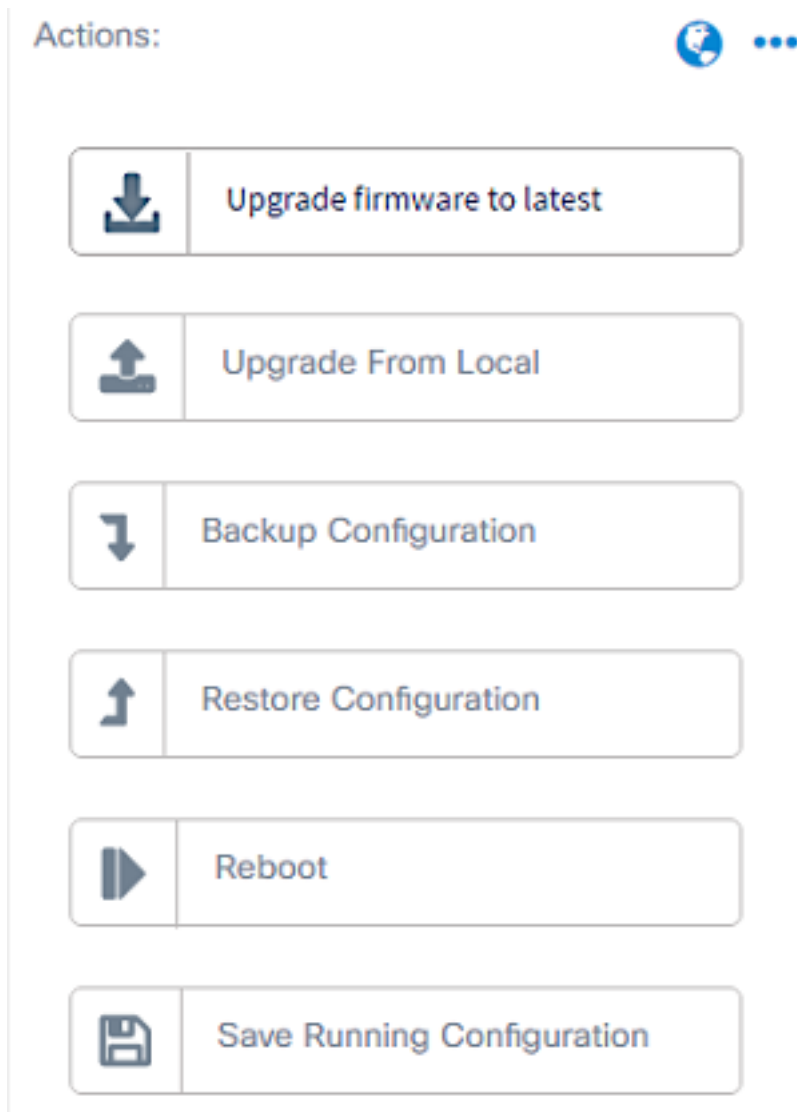 Actions:
Upgrade firmware to latest
Upgrade From Local
Backup Configuration
Restore Configuration
Reboot
Save Running Configuration